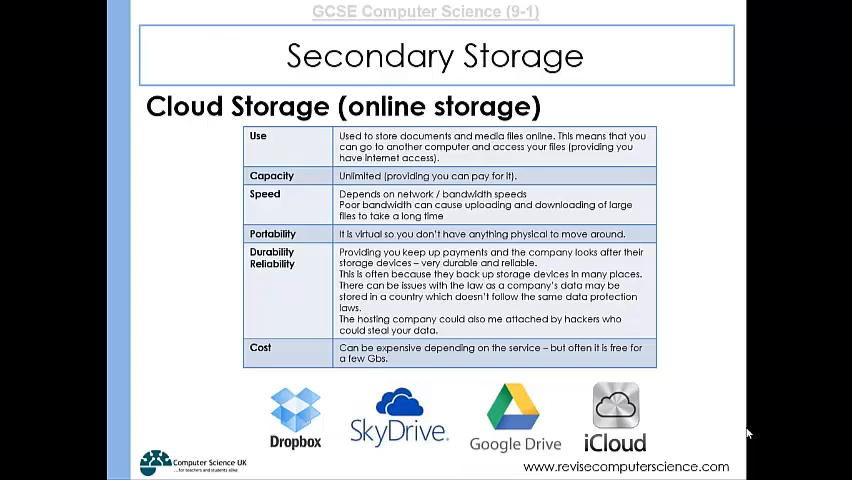 GCSE Computer Science (9-1)
Secondary Storage
Cloud Storage (online storage)
Use
Used to store documents and media files online. This means that you
can go to another computer and access your files (providing you
have internet access).
Capacity
Unlimited (providing you can pay for it).
Speed
Depends on network / bandwidth speeds
Poor bandwidth can cause uploading and downloading of large
files to take a long time
Portability
It is virtual so you don't have anything physical to move around.
Durability
Reliability
Providing you keep up payments and the company looks after their
storage devices – very durable and reliable.
This is often because they back up storage devices in many places.
There can be issues with the law as a company's data may be
stored in a country which doesn't follow the same data protection
laws.
The hosting company could also me attached by hackers who
could steal your data.
Cost
Can be expensive depending on the service – but often it is free for
a few Gbs.
Dropbox
SkyDrive
Google Drive
iCloud
Computer Science UK
...for teachers and students alike
www.revisecomputerscience.com